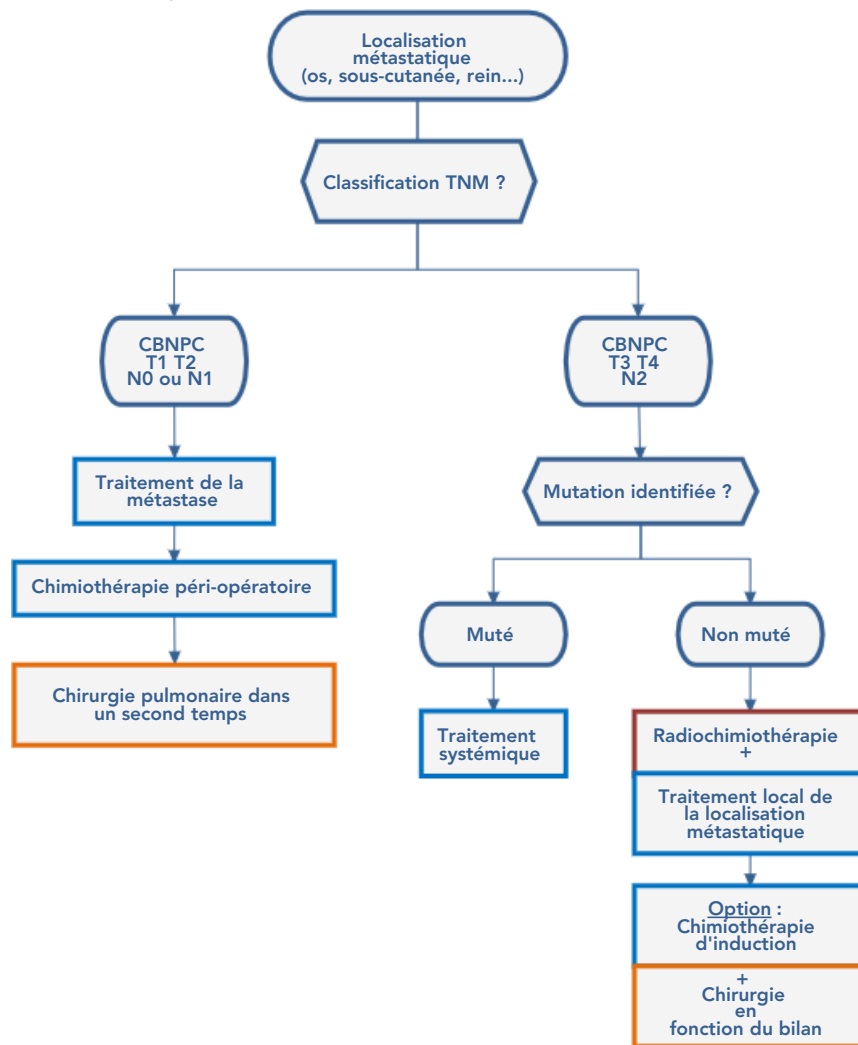 Localisation
métastatique
(os, sous-cutanée, rein...)
Classification TNM ?
CBNPC
T1 T2
N0 ou N1
Traitement de la
métastase
Chimiothérapie péri-opératoire
Chirurgie pulmonaire dans
un second temps
CBNPC
T3 T4
N2
Mutation identifiée ?
Muté
Traitement
systémique
Non muté
Radiochimiothérapie
+
Traitement local de
la localisation
métastatique
Option :
Chimiothérapie
d'induction
+
Chirurgie
en
fonction du bilan